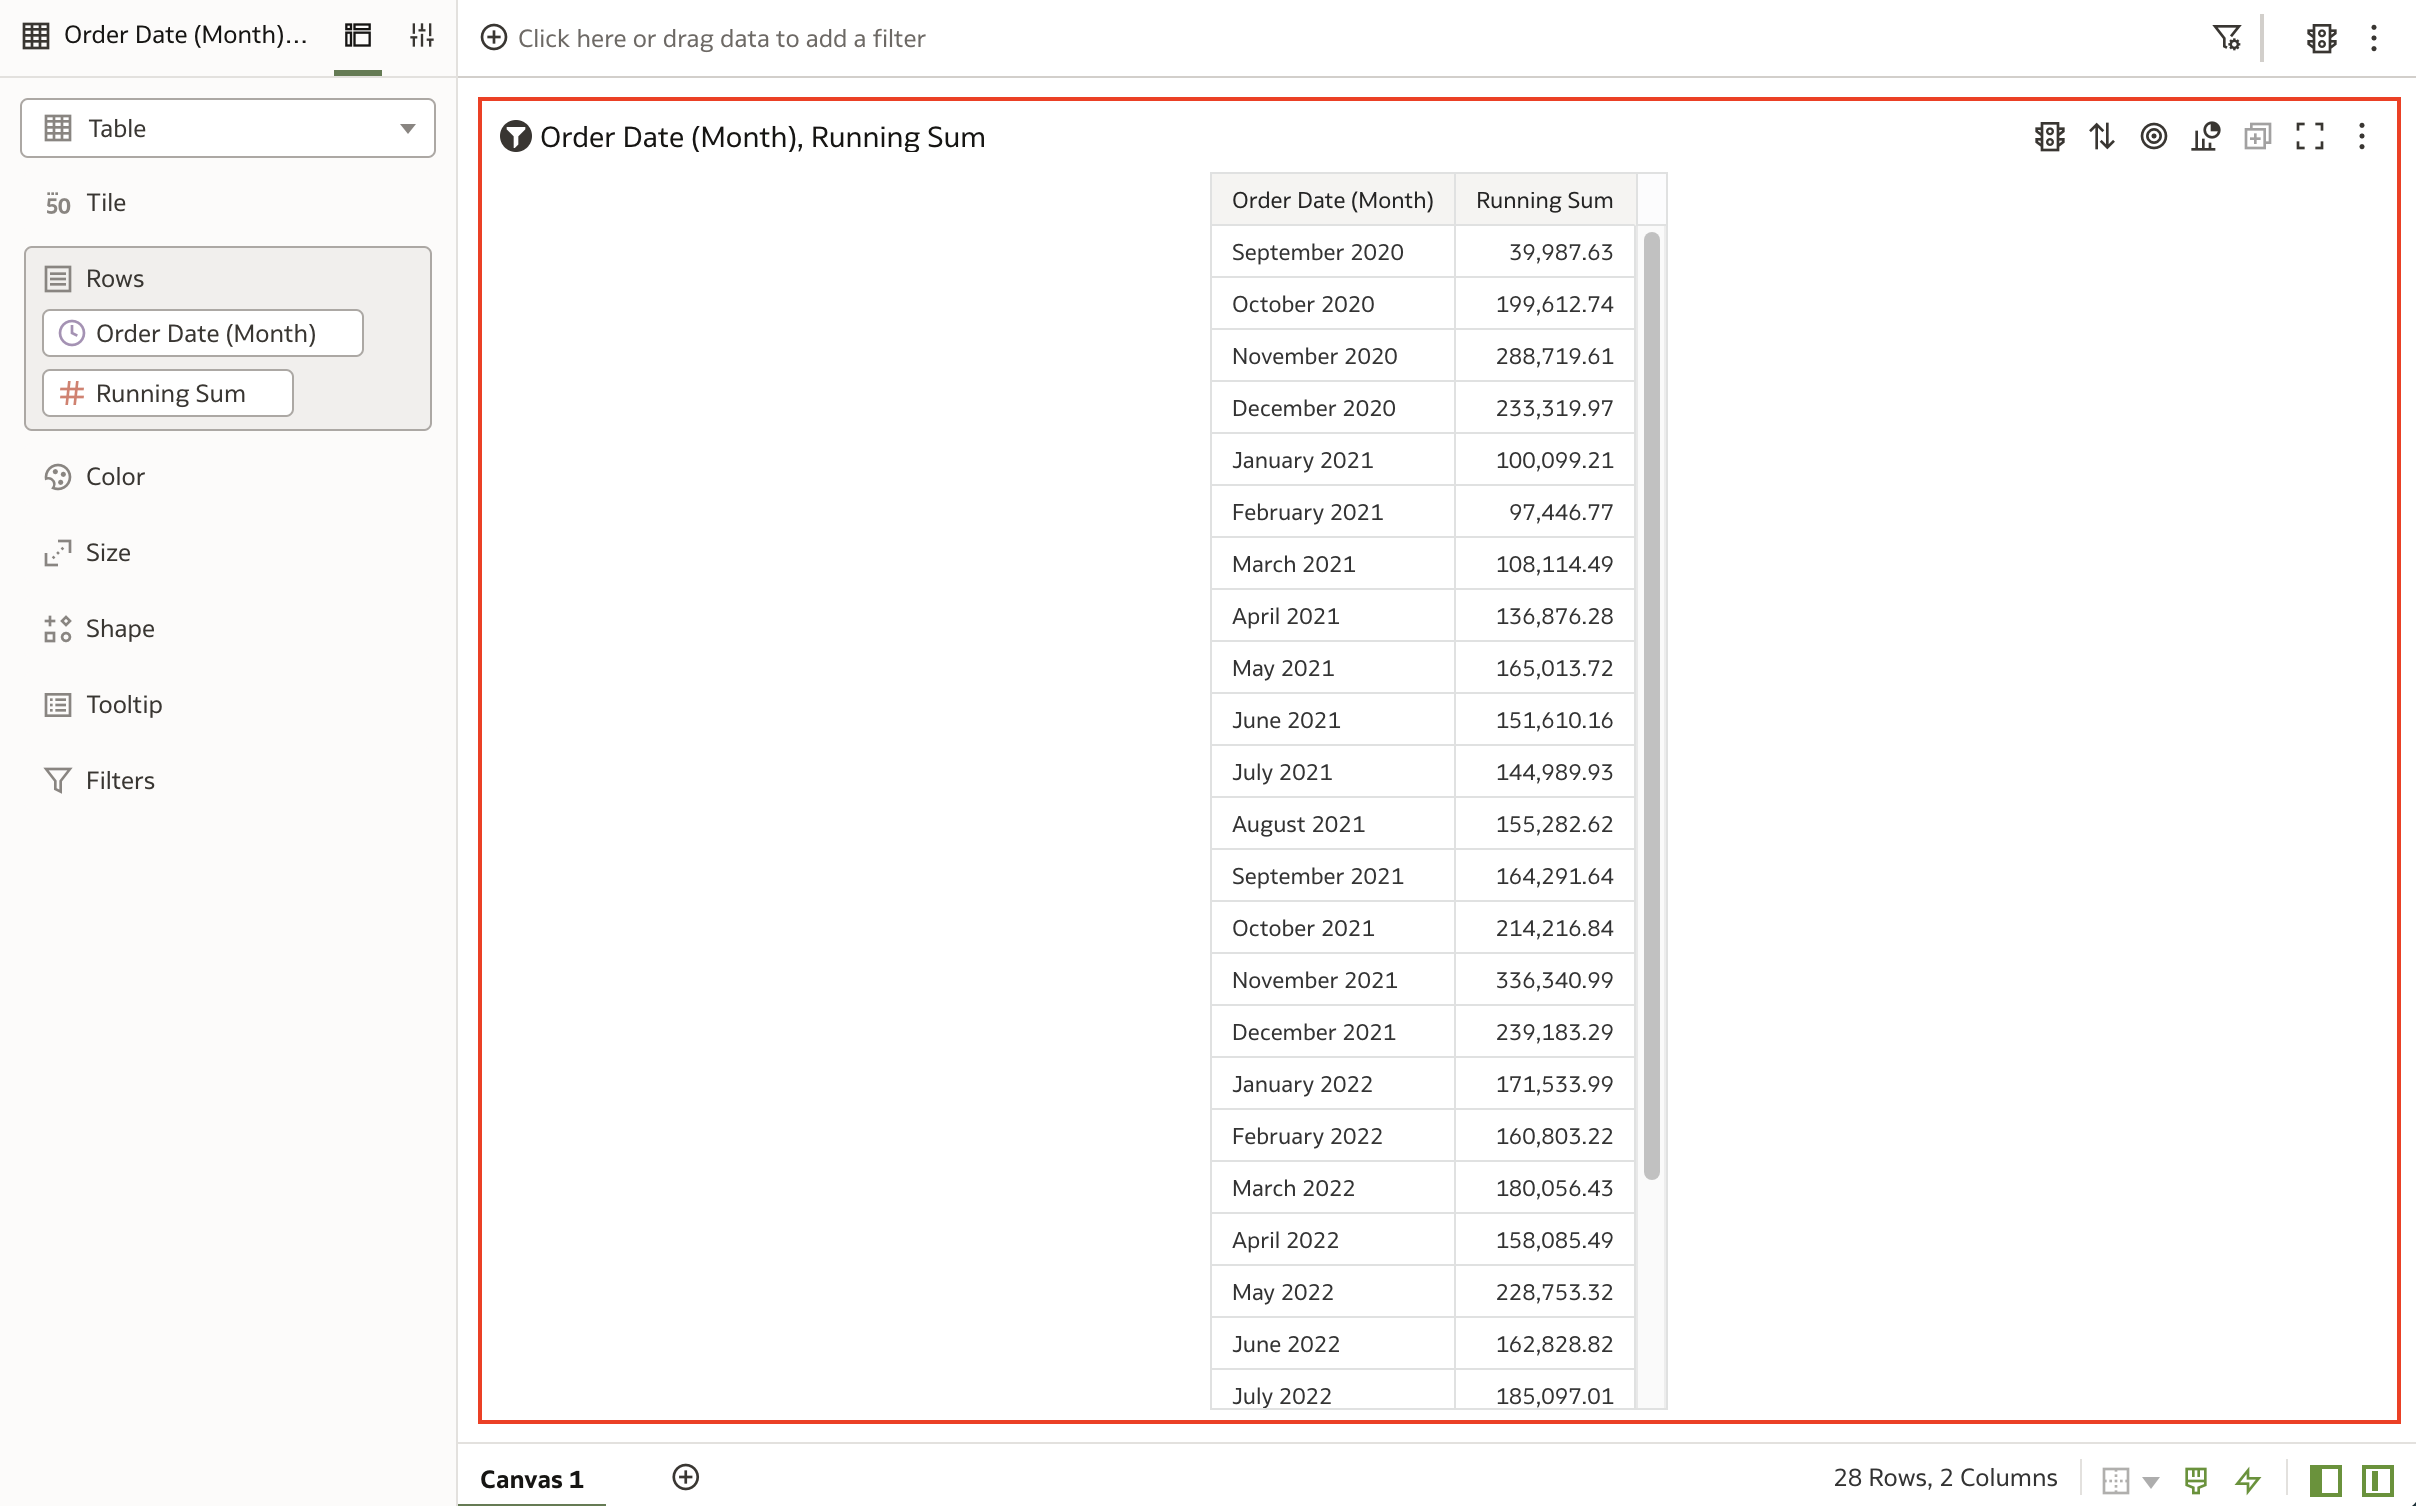 Order Date (Month)...
Click here or drag data to add a filter
Table
50 Tile
Rows
Order Date (Month)
# Running Sum
Color
Size
Shape
Tooltip
Filters
Order Date (Month), Running Sum
Order Date (Month) Running Sum
September 2020 39,987.63
October 2020 199,612.74
November 2020 288,719.61
December 2020 233,319.97
January 2021 100,099.21
February 2021 97,446.77
March 2021 108,114.49
April 2021 136,876.28
May 2021 165,013.72
June 2021 151,610.16
July 2021 144,989.93
August 2021 155,282.62
September 2021 164,291.64
October 2021 214,216.84
November 2021 336,340.99
December 2021 239,183.29
January 2022 171,533.99
February 2022 160,803.22
March 2022 180,056.43
April 2022 158,085.49
May 2022 228,753.32
June 2022 162,828.82
July 2022 185,097.01
Canvas 1
28 Rows, 2 Columns